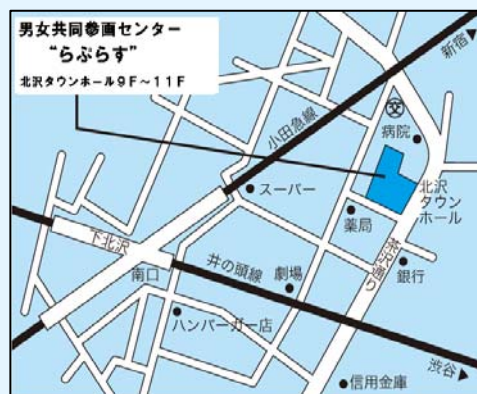 男女共同参画センター
“らぷらす”
北沢タウンホール9F～11F
新宿
小田急線
交
病院
スーパー
北沢
タウン
ホール
薬局
下北沢
茶沢通り
井の頭線
劇場
銀行
南口
ハンバーガー店
渋谷
信用金庫